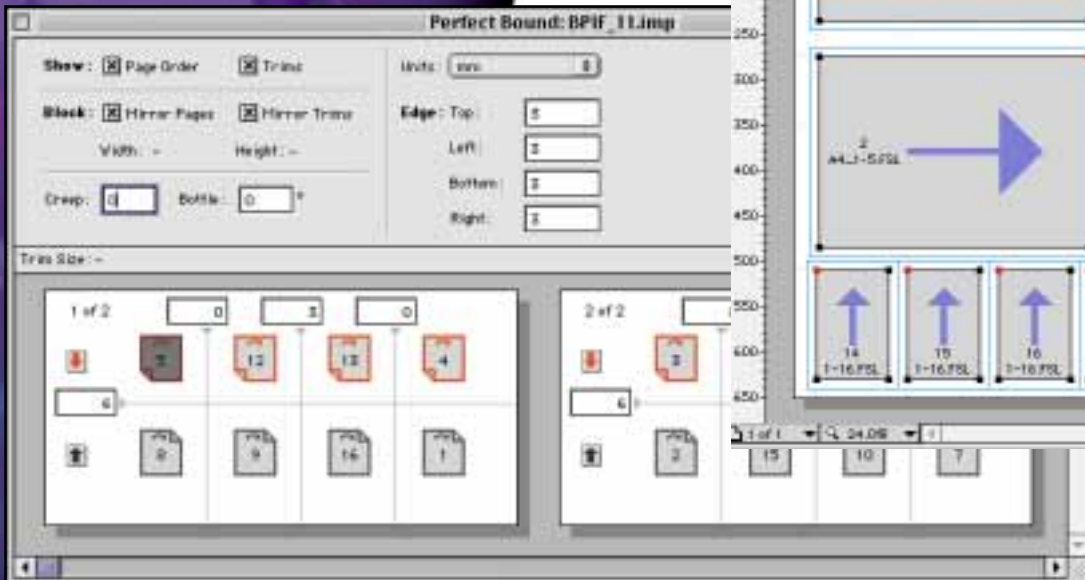 Perfect Bound: BPIF_11.imp
Show: Page Order Trims
Units: mm
Block: Mirror Pages Mirror Trims
Edge: Top:
Width: - Height: -
Left: 3
Creep: 0 Bottle: 0 °
Bottom: 3
Right: 3
Trim Size: -
1 of 2 0 3 0
5 12 13 4
6
8 9 16 1
2 of 2
3
6
2 15 10 7
250
300
350
400
450
500
550
600
650
2
A4_1-5.FSL
14 15 16
1-16.FSL 1-16.FSL 1-16.FSL
1 of 1 24.0%